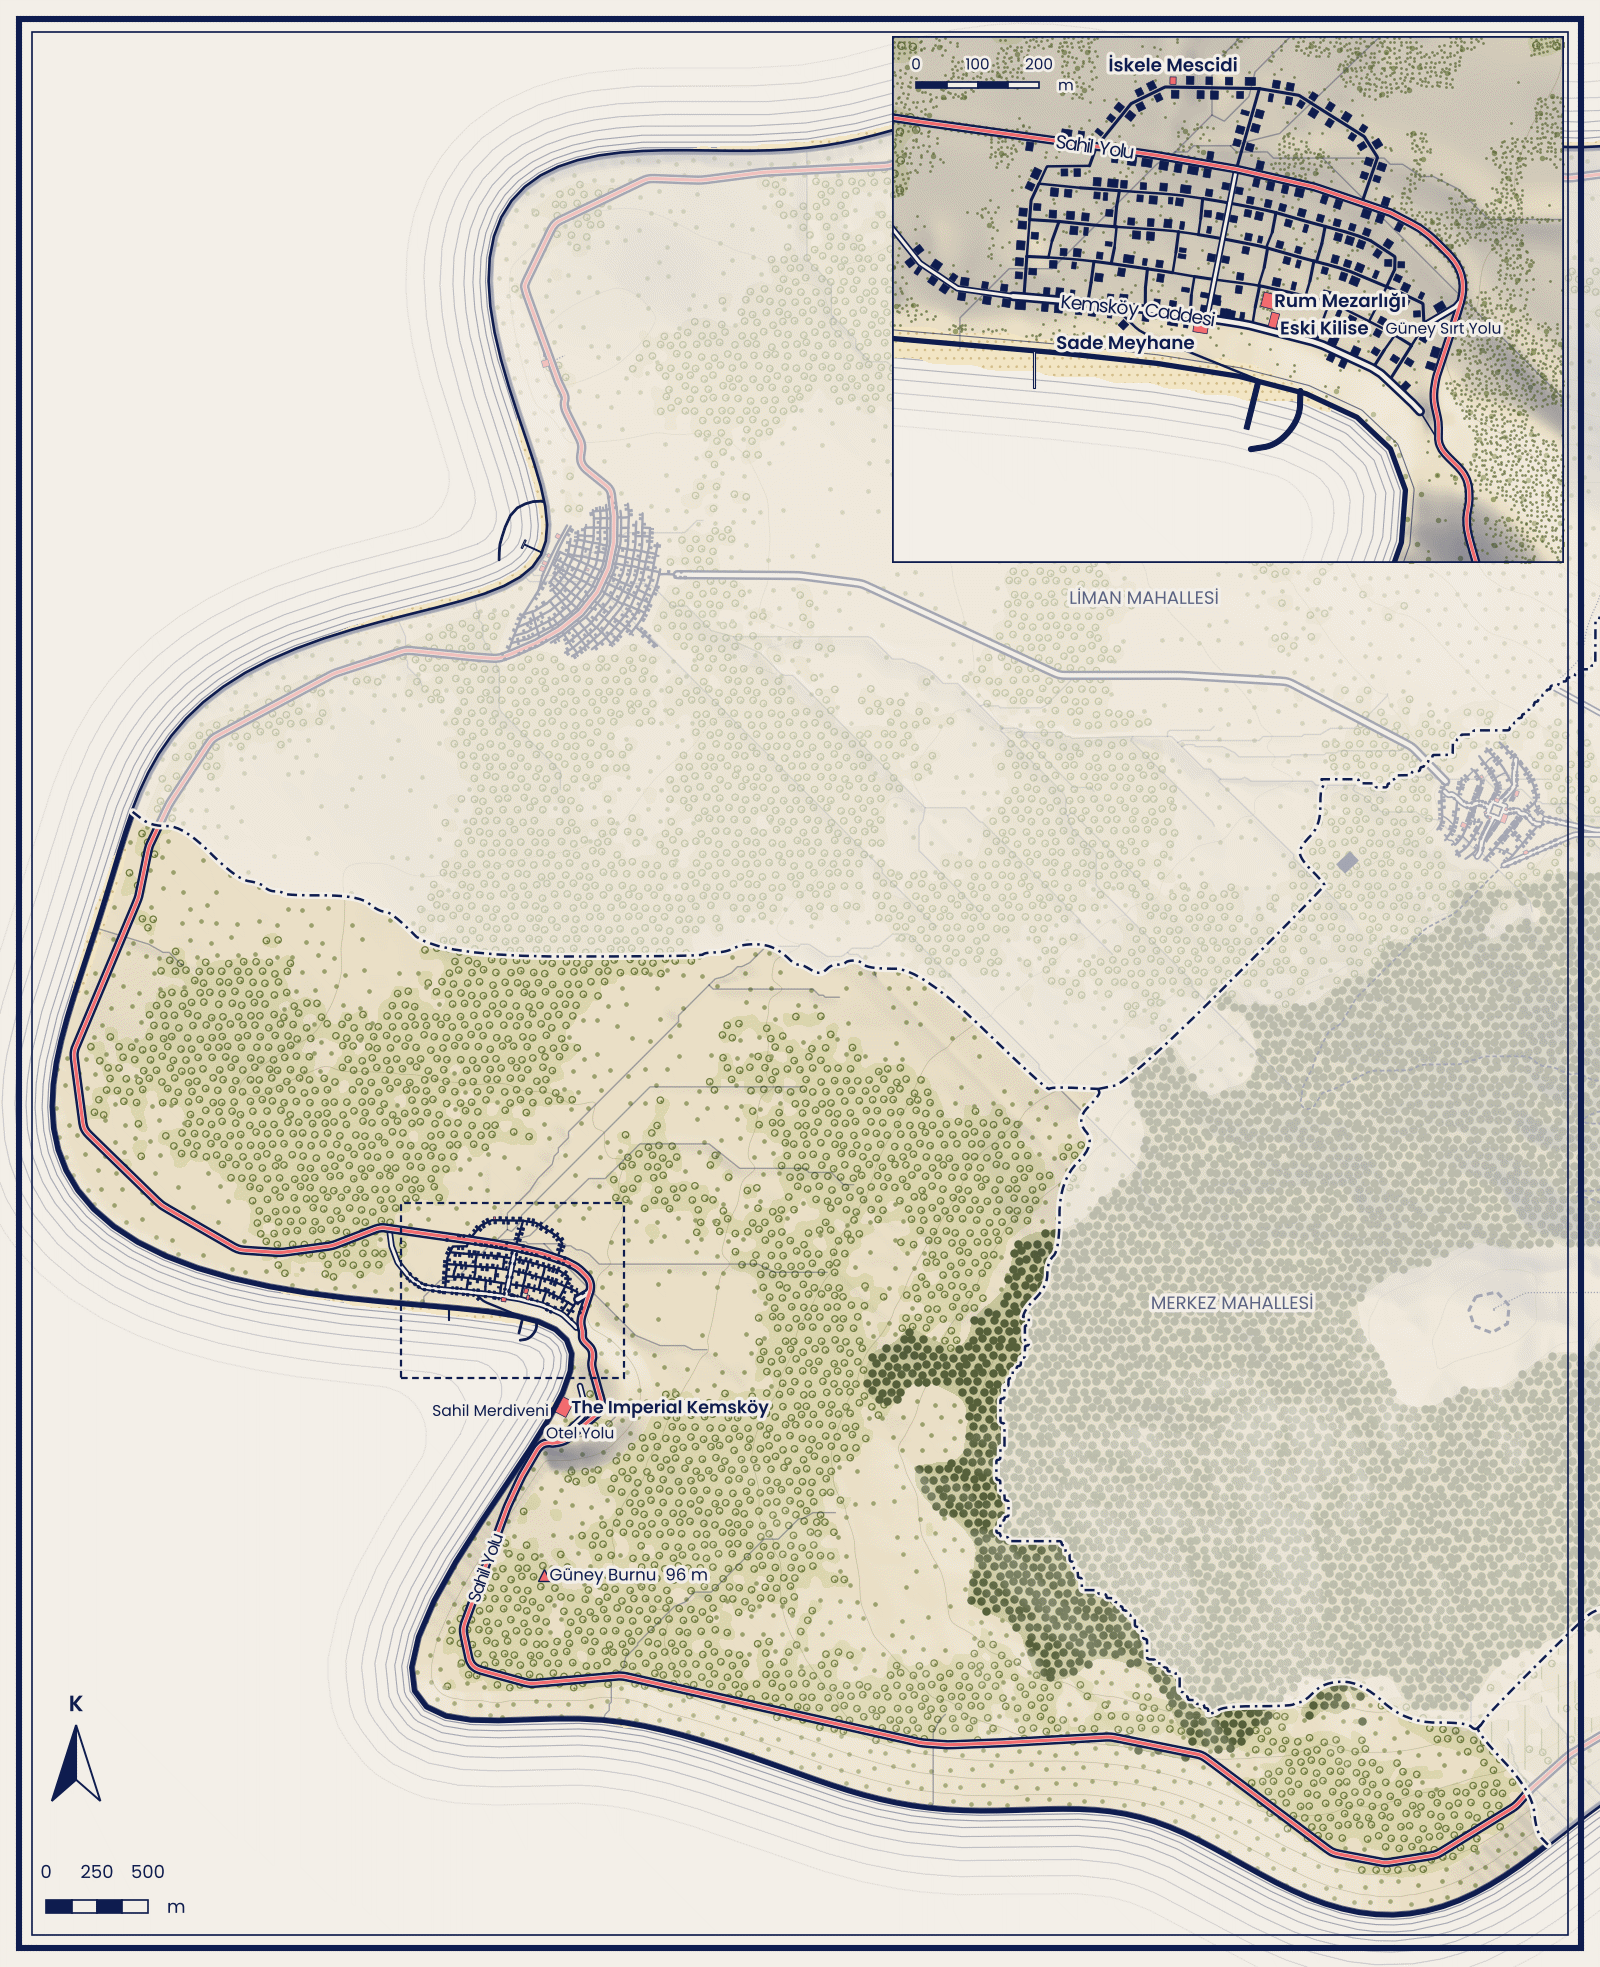 0 100 200
m
İskele Mescidi
Sahil Yolu
Rum Mezarlığı
Kemsköy Caddesi
Eski Kilise
Güney Sırt Yolu
Sade Meyhane
LİMAN MAHALLESİ
MERKEZ MAHALLESİ
Sahil Merdiveni
The Imperial Kemsköy
Otel Yolu
Sahil Yolu
Güney Burnu 96 m
K
0 250 500
m